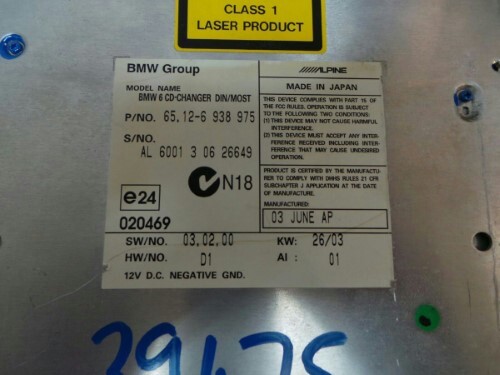 CLASS 1
LASER PRODUCT
BMW Group
MODEL NAME
BMW 6 CD-CHANGER DIN/MOST
P/NO. 65.12-6 938 975
S/NO.
AL 6001 3 06 26649
e24
N18
020469
ALPINE
MADE IN JAPAN
THIS DEVICE COMPLIES WITH PART 15 OF
THE FCC RULES. OPERATION IS SUBJECT
TO THE FOLLOWING TWO CONDITIONS:
(1) THIS DEVICE MAY NOT CAUSE HARMFUL
INTERFERENCE.
(2) THIS DEVICE MUST ACCEPT ANY INTER-
FERENCE RECEIVED INCLUDING INTER-
FERENCE THAT MAY CAUSE UNDESIRED
OPERATION.
PRODUCT IS CERTIFIED BY THE MANUFACTU-
RER TO COMPLY WITH DHHS RULES 21 CFR
SUBCHAPTER J APPLICATION AT THE DATE
OF MANUFACTURE.
MANUFACTURED:
03 JUNE AP
SW/NO. 03.02.00 KW: 26/03
HW/NO. D1 AI: 01
12V D.C. NEGATIVE GND.